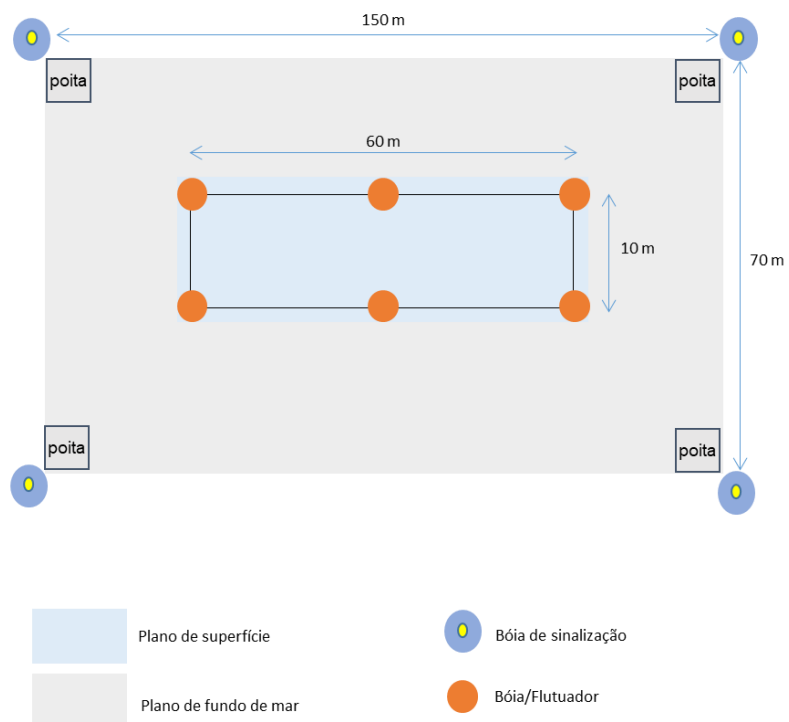 150 m
poita
poita
60 m
10 m
70 m
poita
poita
Plano de superfície
Bóia de sinalização
Plano de fundo de mar
Bóia/Flutuador